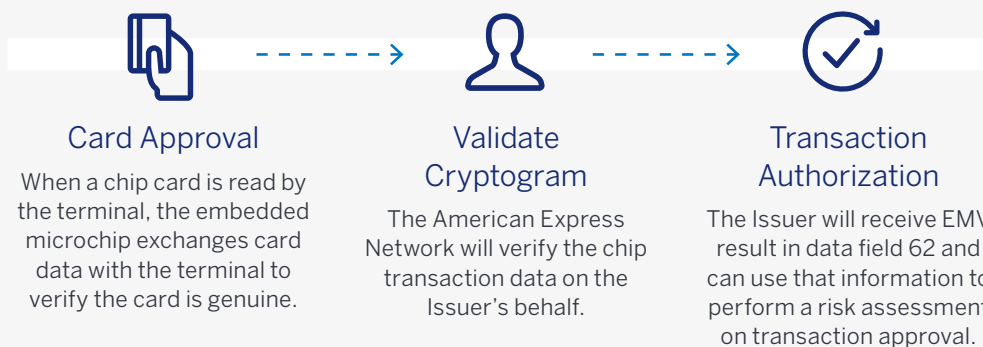 Card Approval
When a chip card is read by
the terminal, the embedded
microchip exchanges card
data with the terminal to
verify the card is genuine.
Validate
Cryptogram
The American Express
Network will verify the chip
transaction data on the
Issuer's behalf.
Transaction
Authorization
The Issuer will receive EMV
result in data field 62 and
can use that information to
perform a risk assessment
on transaction approval.